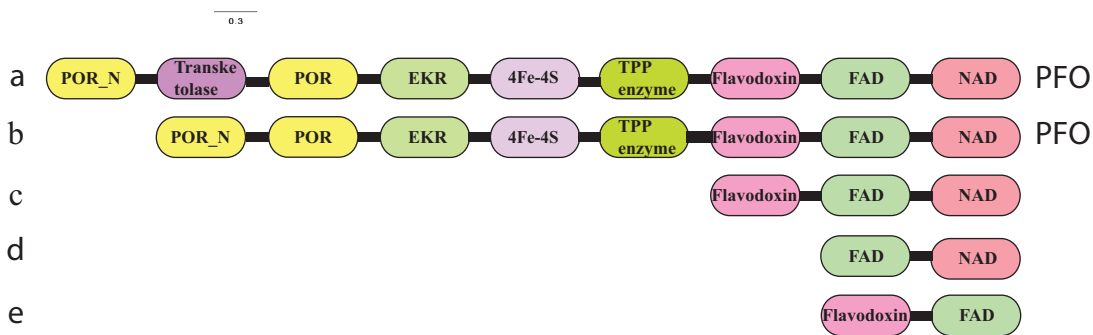 0.3
a POR_N Transke tolase POR EKR 4Fe-4S TPP enzyme Flavodoxin FAD NAD PFO
b POR_N POR EKR 4Fe-4S TPP enzyme Flavodoxin FAD NAD PFO
c Flavodoxin FAD NAD
d FAD NAD
e Flavodoxin FAD